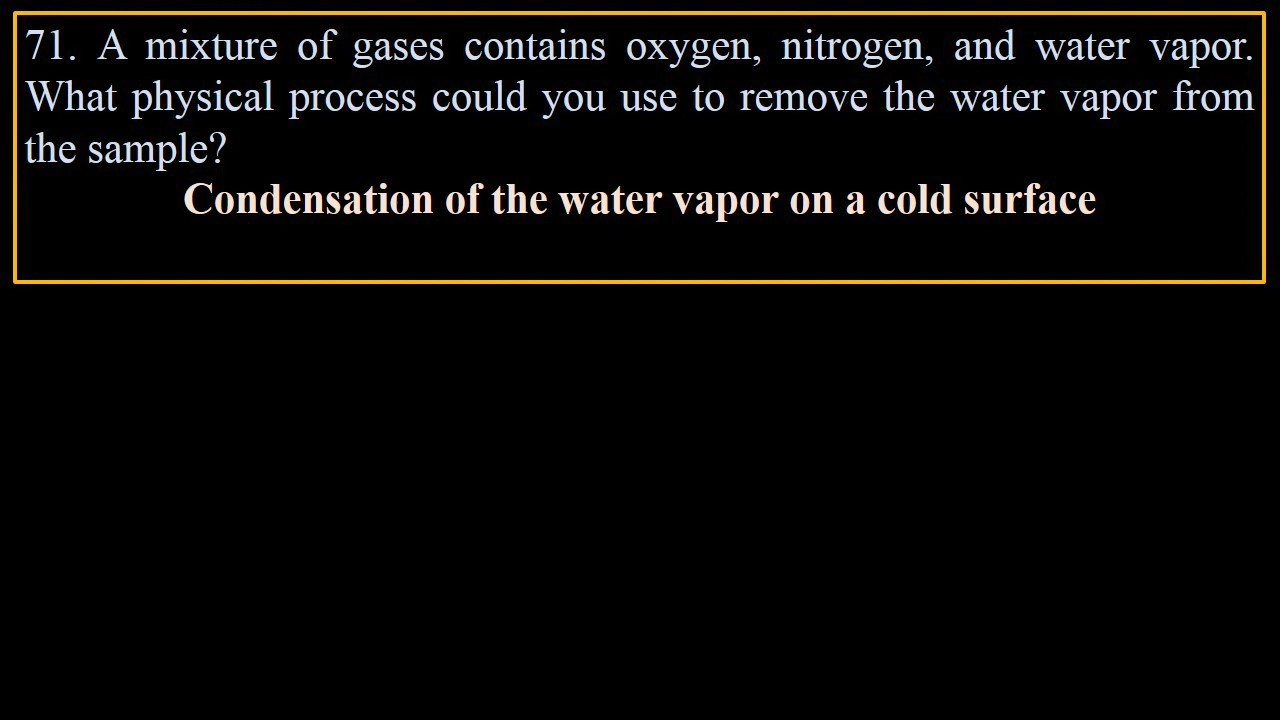 71. A mixture of gases contains oxygen, nitrogen, and water vapor.
What physical process could you use to remove the water vapor from
the sample?
Condensation of the water vapor on a cold surface